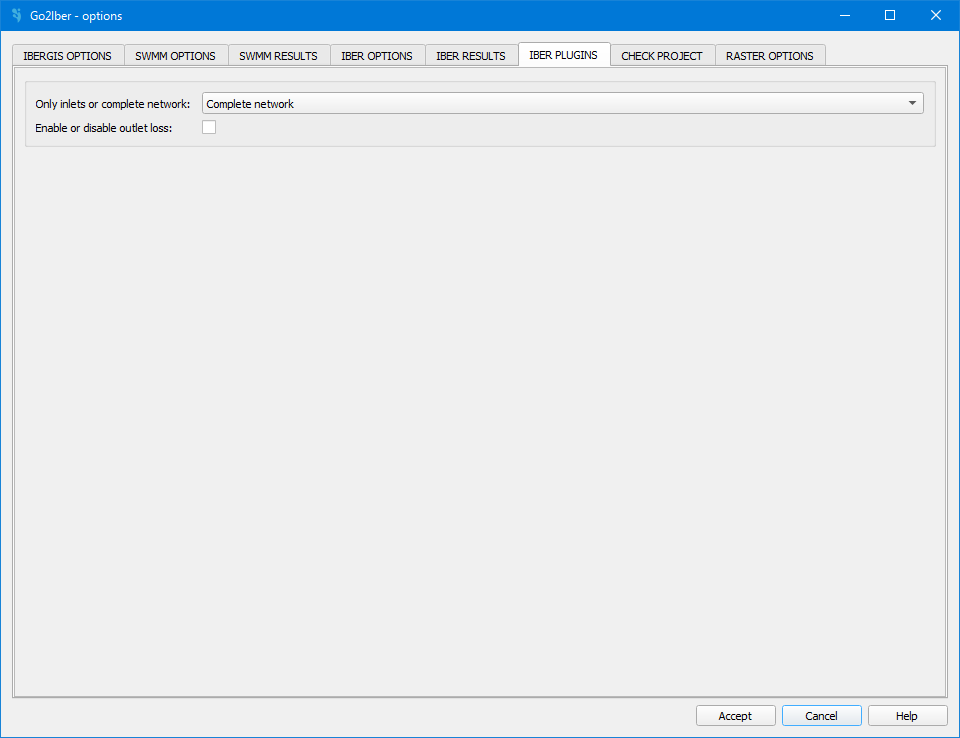 Go2Iber - options
IBERGIS OPTIONS SWMM OPTIONS SWMM RESULTS IBER OPTIONS IBER RESULTS IBER PLUGINS CHECK PROJECT RASTER OPTIONS
Only inlets or complete network: Complete network
Enable or disable outlet loss:
Accept Cancel Help